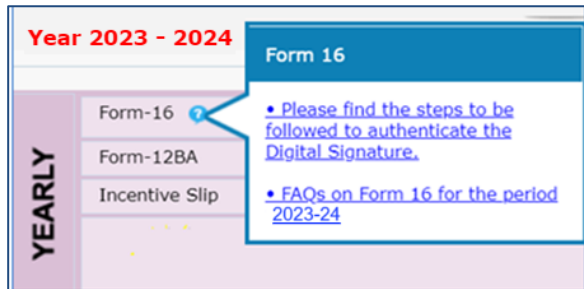 Year 2023 - 2024
YEARLY
Form-16 ?
Form-12BA
Incentive Slip
Form 16
• Please find the steps to be
followed to authenticate the
Digital Signature.
• FAQs on Form 16 for the period
2023-24